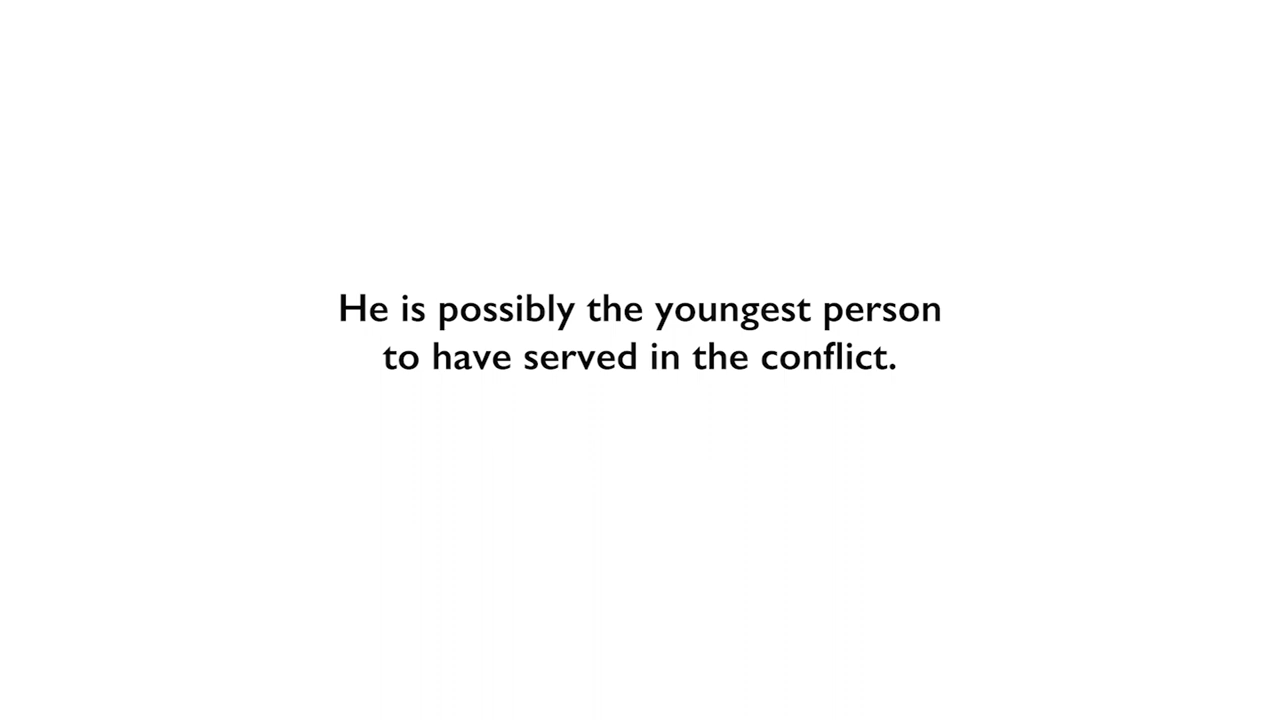 He is possibly the youngest person
to have served in the conflict.